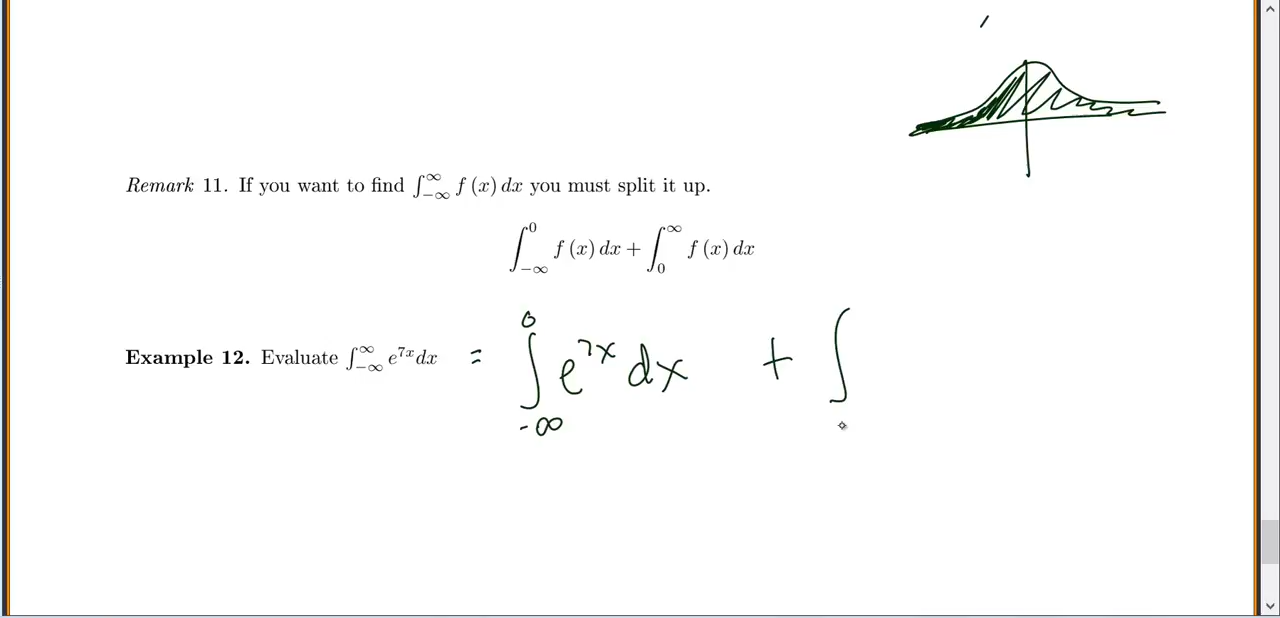 Remark 11. If you want to find ∫_{-∞}^{∞} f (x) dx you must split it up.
∫_{-∞}^{0} f (x) dx + ∫_{0}^{∞} f (x) dx
Example 12. Evaluate ∫_{-∞}^{∞} e^{7x} dx = ∫_{-∞}^{0} e^{7x} dx + ∫